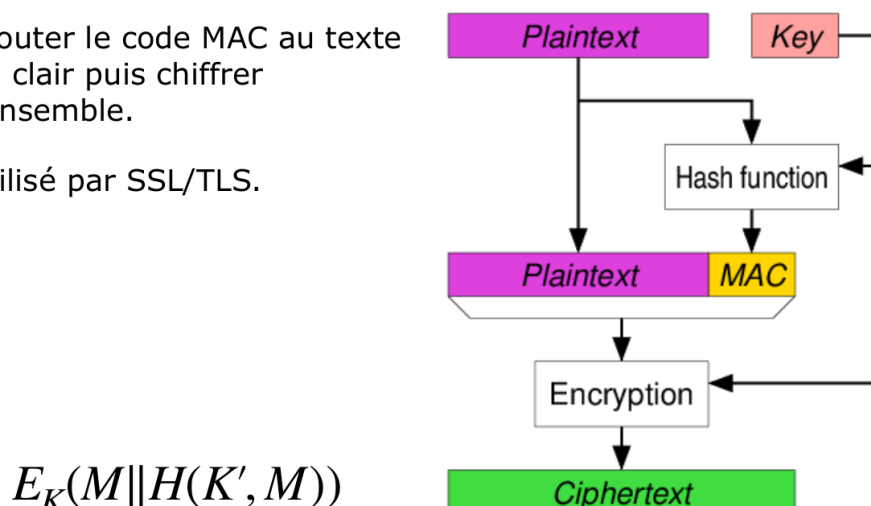 outer le code MAC au texte
clair puis chiffrer
nsemble.
ilisé par SSL/TLS.
E_K(M||H(K′, M))
Plaintext
Key
Hash function
Plaintext
MAC
Encryption
Ciphertext